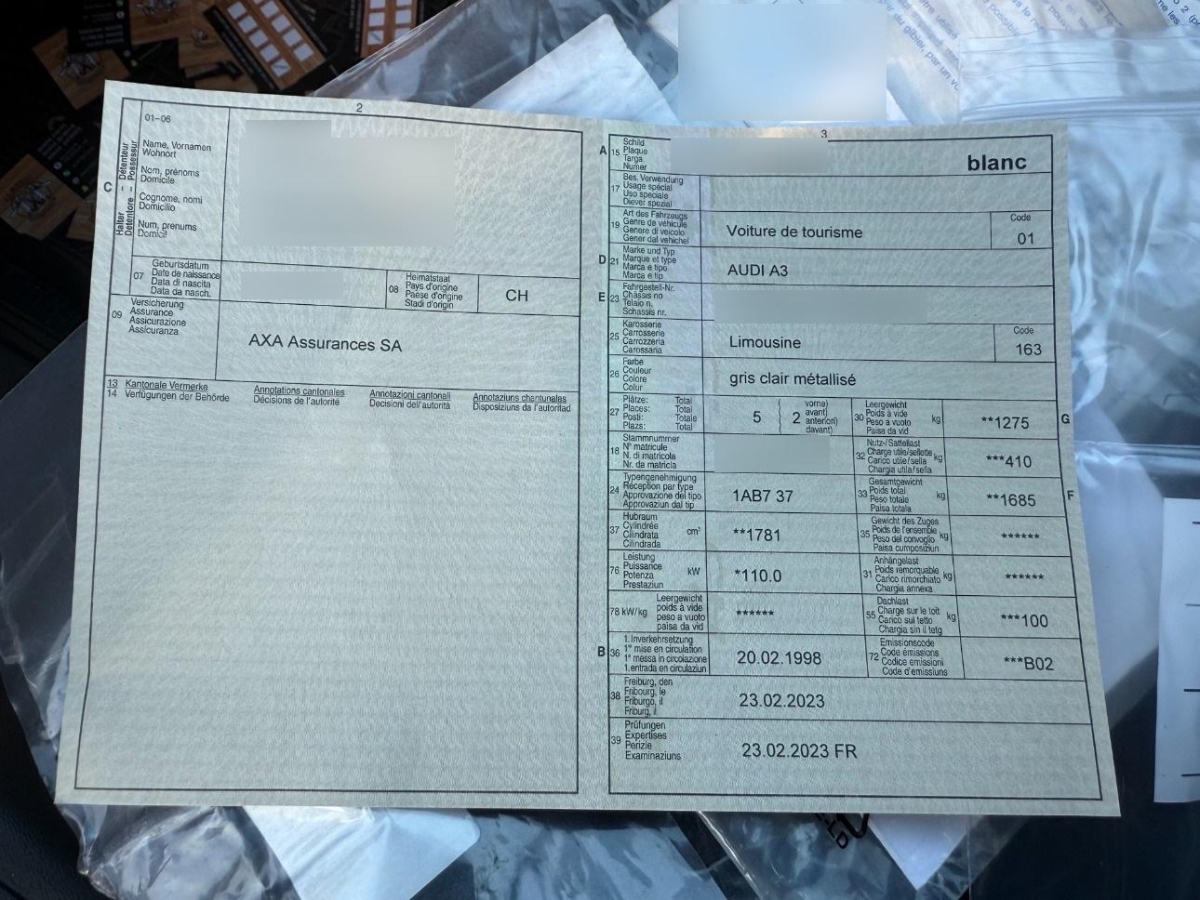 2
01-06
C
Halter – Détenteur
Detentore – Possessur
Name, Vornamen
Wohnort
Nom, prénoms
Domicile
Cognome, nomi
Domicilio
Num, prenums
Domicil
07
Geburtsdatum
Date de naissance
Data di nascita
Data da nasch.
08
Heimatstaat
Pays d'origine
Paese d'origine
Stadi d'origin
CH
09
Versicherung
Assurance
Assicurazione
Assicuranza
AXA Assurances SA
13 Kantonale Vermerke Annotations cantonales Annotazioni cantonali Annotaziuns chantunalas
14 Verfügungen der Behörde Décisions de l'autorité Decisioni dell'autorità Disposiziuns da l'autoritad
3
A 15
Schild
Plaque
Targa
Numer
blanc
17
Bes. Verwendung
Usage spécial
Uso speciale
Diever spezial
19
Art des Fahrzeugs
Genre de véhicule
Genere di veicolo
Gener dal vehichel
Voiture de tourisme
Code
01
D 21
Marke und Typ
Marque et type
Marca e tipo
Marca e tip
AUDI A3
E 23
Fahrgestell-Nr.
Châssis no
Telaio n.
Schassis nr.
25
Karosserie
Carrosserie
Carrozzeria
Carossaria
Limousine
Code
163
26
Farbe
Couleur
Colore
Colur
gris clair métallisé
27
Plätze: Total
Places: Total
Posti: Totale
Plazs: Total
5
2
vorne)
avant)
anterio(ri)
davant)
30
Leergewicht
Poids à vide
Peso a vuoto
Paisa da vid
kg
**1275
G
18
Stammnummer
N° matricule
N. di matricola
Nr. da matricla
32
Nutz-/Sattellast
Charge utile/sellette
Carico utile/sella
Chargia utila/sella
kg
***410
24
Typengenehmigung
Réception par type
Approvazione del tipo
Approvaziun dal tip
1AB7 37
33
Gesamtgewicht
Poids total
Peso totale
Paisa totala
kg
**1685
F
37
Hubraum
Cylindrée
Cilindrata
Cilindrada
cm³
**1781
35
Gewicht des Zuges
Poids de l'ensemble
Peso del convoglio
Paisa cumposiziun
kg
******
76
Leistung
Puissance
Potenza
Prestaziun
kW
*110.0
31
Anhängelast
Poids remorquable
Carico rimorchiato
Chargia annexa
kg
******
78 kW/kg
Leergewicht
poids à vide
peso a vuoto
paisa da vid
******
55
Dachlast
Charge sur le toit
Carico sul tetto
Chargia sin il tetg
kg
***100
B 36
1. Inverkehrsetzung
1re mise en circulation
1a messa in circolazione
1. entrada en circulaziun
20.02.1998
72
Emissionscode
Code émissions
Codice emissioni
Code d'emissiuns
***B02
38
Freiburg, den
Fribourg, le
Friburgo, il
Friburg, il
23.02.2023
39
Prüfungen
Expertises
Perizie
Examinaziuns
23.02.2023 FR